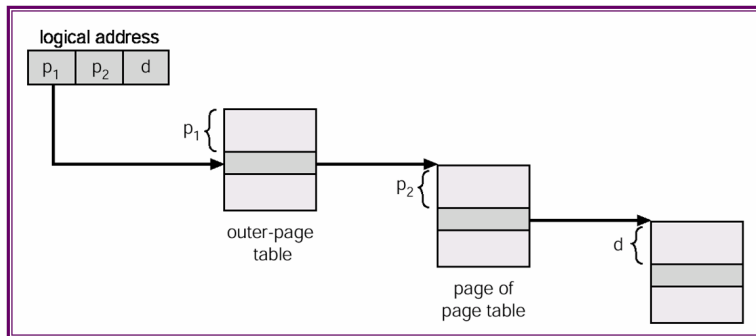 logical address
p1 p2 d
p1
outer-page
table
p2
page of
page table
d